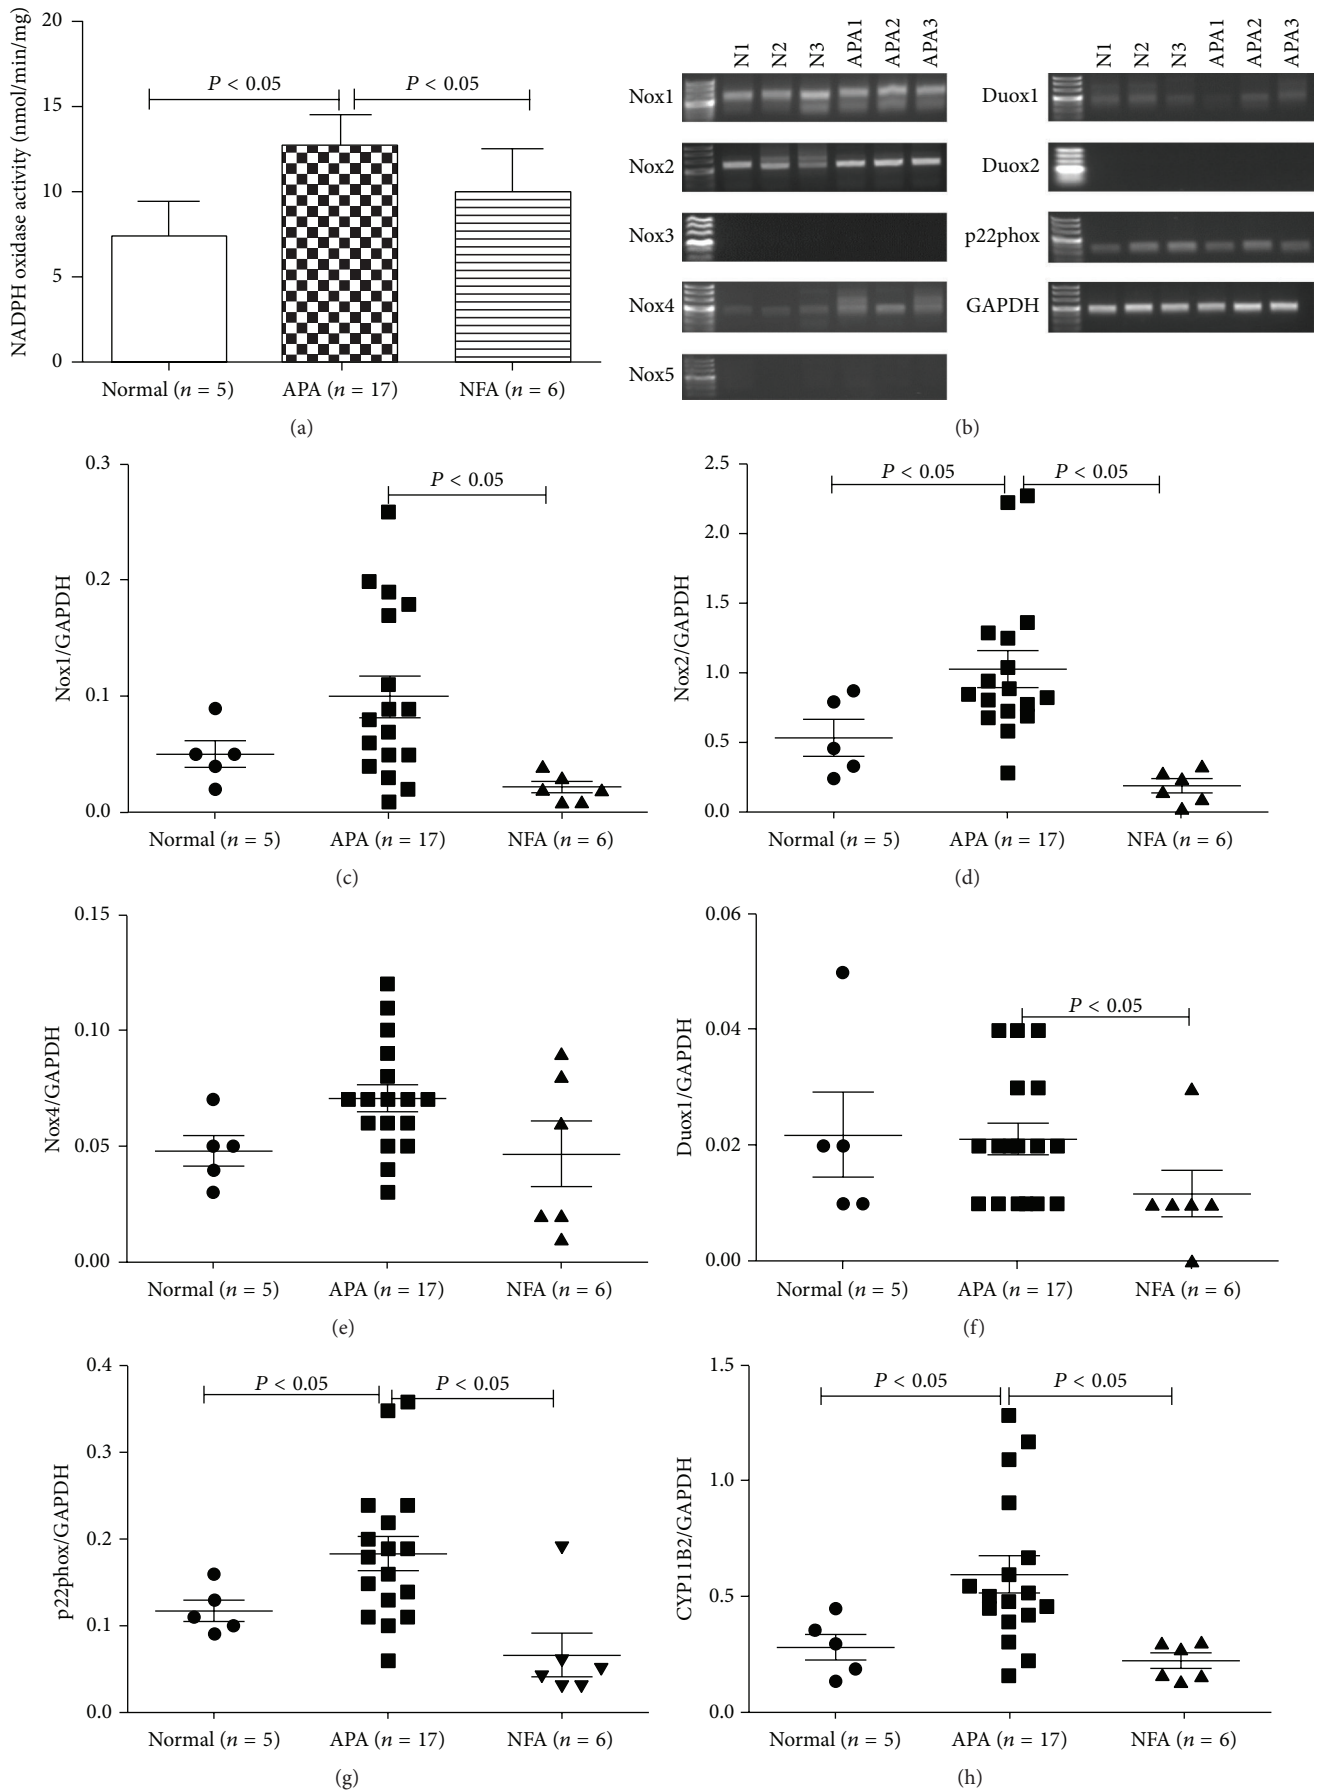 NADPH oxidase activity (nmol/min/mg)
20
15
10
5
0
P < 0.05
P < 0.05
Normal (n = 5)
APA (n = 17)
NFA (n = 6)
(a)
N1
N2
N3
APA1
APA2
APA3
Nox1
Nox2
Nox3
Nox4
Nox5
N1
N2
N3
APA1
APA2
APA3
Duox1
Duox2
p22phox
GAPDH
(b)
Nox1/GAPDH
0.3
0.2
0.1
0.0
P < 0.05
Normal (n = 5)
APA (n = 17)
NFA (n = 6)
(c)
Nox2/GAPDH
2.5
2.0
1.5
1.0
0.5
0.0
P < 0.05
P < 0.05
Normal (n = 5)
APA (n = 17)
NFA (n = 6)
(d)
Nox4/GAPDH
0.15
0.10
0.05
0.00
Normal (n = 5)
APA (n = 17)
NFA (n = 6)
(e)
Duox1/GAPDH
0.06
0.04
0.02
0.00
P < 0.05
Normal (n = 5)
APA (n = 17)
NFA (n = 6)
(f)
p22phox/GAPDH
0.4
0.3
0.2
0.1
0.0
P < 0.05
P < 0.05
Normal (n = 5)
APA (n = 17)
NFA (n = 6)
(g)
CYP11B2/GAPDH
1.5
1.0
0.5
0.0
P < 0.05
P < 0.05
Normal (n = 5)
APA (n = 17)
NFA (n = 6)
(h)